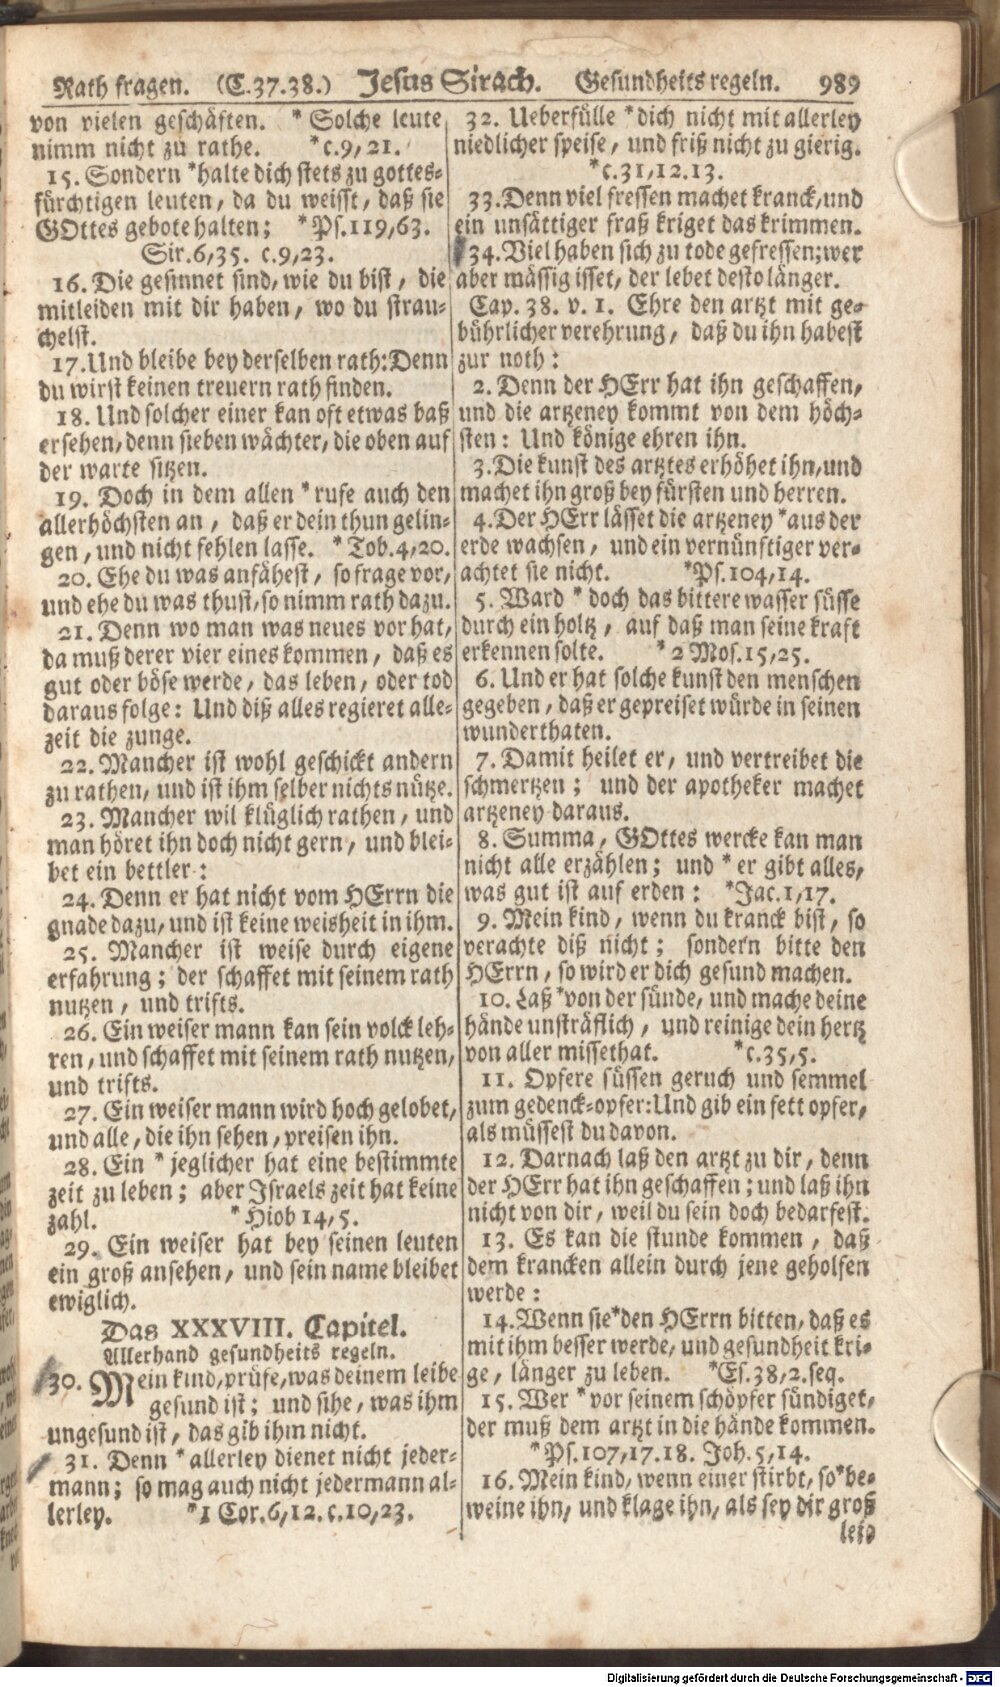 Rath fragen. (C.37.38.) Jesus Sirach. Gesundheits regeln. 989
von vielen geschäften. * Solche leute
nimm nicht zu rathe. *c.9,21.
15. Sondern *halte dich stets zu gottes-
fürchtigen leuten, da du weisst, daß sie
GOttes gebote halten; *Ps.119,63.
Sir.6,35. c.9,23.
16. Die gesinnet sind, wie du bist, die
mitleiden mit dir haben, wo du strau-
chelst.
17. Und bleibe bey derselben rath: Denn
du wirst keinen treuern rath finden.
18. Und solcher einer kan oft etwas baß
ersehen, denn sieben wächter, die oben auf
der warte sitzen.
19. Doch in dem allen *rufe auch den
allerhöchsten an, daß er dein thun gelin-
gen, und nicht fehlen lasse. *Tob.4,20.
20. Ehe du was anfähest, so frage vor,
und ehe du was thust, so nimm rath dazu.
21. Denn wo man was neues vor hat,
da muß derer vier eines kommen, daß es
gut oder böse werde, das leben, oder tod
daraus folge: Und diß alles regieret alle-
zeit die zunge.
22. Mancher ist wohl geschickt andern
zu rathen, und ist ihm selber nichts nütze.
23. Mancher wil klüglich rathen, und
man höret ihn doch nicht gern, und blei-
bet ein bettler:
24. Denn er hat nicht vom HErrn die
gnade dazu, und ist keine weisheit in ihm.
25. Mancher ist weise durch eigene
erfahrung; der schaffet mit seinem rath
nutzen, und trifts.
26. Ein weiser mann kan sein volck leh-
ren, und schaffet mit seinem rath nutzen,
und trifts.
27. Ein weiser mann wird hoch gelobet,
und alle, die ihn sehen, preisen ihn.
28. Ein * jeglicher hat eine bestimmte
zeit zu leben; aber Israels zeit hat keine
zahl. *Hiob 14,5.
29. Ein weiser hat bey seinen leuten
ein groß ansehen, und sein name bleibet
ewiglich.
Das XXXVIII. Capitel.
Allerhand gesundheits regeln.
30. Mein kind, prüfe, was deinem leibe
gesund ist; und sihe, was ihm
ungesund ist, das gib ihm nicht.
31. Denn *allerley dienet nicht jeder-
mann; so mag auch nicht jedermann al-
lerley. *1 Cor.6,12. c.10,23.
32. Ueberfülle *dich nicht mit allerley
niedlicher speise, und friß nicht zu gierig.
*c.31,12.13.
33. Denn viel fressen machet kranck, und
ein unsättiger fraß kriget das krimmen.
34. Viel haben sich zu tode gefressen; wer
aber mässig isset, der lebet desto länger.
Cap. 38. v. 1. Ehre den artzt mit ge-
bührlicher verehrung, daß du ihn habest
zur noth:
2. Denn der HErr hat ihn geschaffen,
und die artzeney kommt von dem höch-
sten: Und könige ehren ihn.
3. Die kunst des artztes erhöhet ihn, und
machet ihn groß bey fürsten und herren.
4. Der HErr lässet die artzeney *aus der
erde wachsen, und ein vernünftiger ver-
achtet sie nicht. *Ps.104,14.
5. Ward * doch das bittere wasser süsse
durch ein holtz, auf daß man seine kraft
erkennen solte. *2 Mos.15,25.
6. Und er hat solche kunst den menschen
gegeben, daß er gepreiset würde in seinen
wunderthaten.
7. Damit heilet er, und vertreibet die
schmertzen; und der apotheker machet
artzeney daraus.
8. Summa, GOttes wercke kan man
nicht alle erzählen; und *er gibt alles,
was gut ist auf erden: *Jac.1,17.
9. Mein kind, wenn du kranck bist, so
verachte diß nicht; sondern bitte den
HErrn, so wird er dich gesund machen.
10. Laß *von der sünde, und mache deine
hände unsträflich, und reinige dein hertz
von aller missethat. *c.35,5.
11. Opfere süssen geruch und semmel
zum gedenck-opfer: Und gib ein fett opfer,
als müssest du davon.
12. Darnach laß den artzt zu dir, denn
der HErr hat ihn geschaffen; und laß ihn
nicht von dir, weil du sein doch bedarfest.
13. Es kan die stunde kommen, daß
dem krancken allein durch jene geholfen
werde:
14. Wenn sie *den HErrn bitten, daß es
mit ihm besser werde, und gesundheit kri-
ge, länger zu leben. *Es.38,2.seq.
15. Wer *vor seinem schöpfer sündiget,
der muß dem artzt in die hände kommen.
*Ps.107,17.18. Joh.5,14.
16. Mein kind, wenn einer stirbt, so *be-
weine ihn, und klage ihn, als sey dir groß
leid
Digitalisierung gefördert durch die Deutsche Forschungsgemeinschaft - DFG